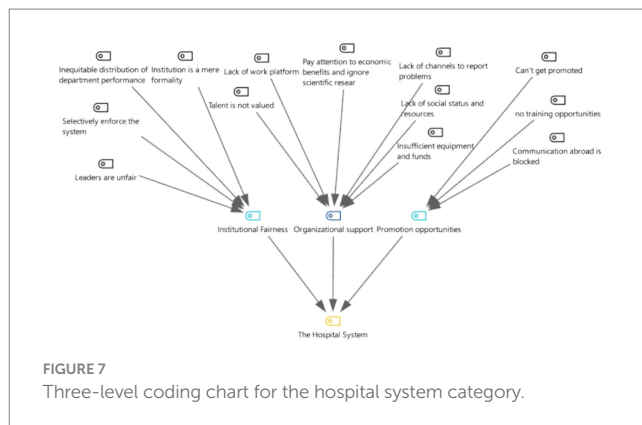 Inequitable distribution of
department performance
Institution is a mere
formality
Lack of work platform
Pay attention to economic
benefits and ignore
scientific resear
Lack of channels to report
problems
Can't get promoted
Selectively enforce the
system
Talent is not valued
Lack of social status and
resources
no training opportunities
Leaders are unfair
Insufficient equipment
and funds
Communication abroad is
blocked
Institutional Fairness
Organizational support
Promotion opportunities
The Hospital System
FIGURE 7
Three-level coding chart for the hospital system category.